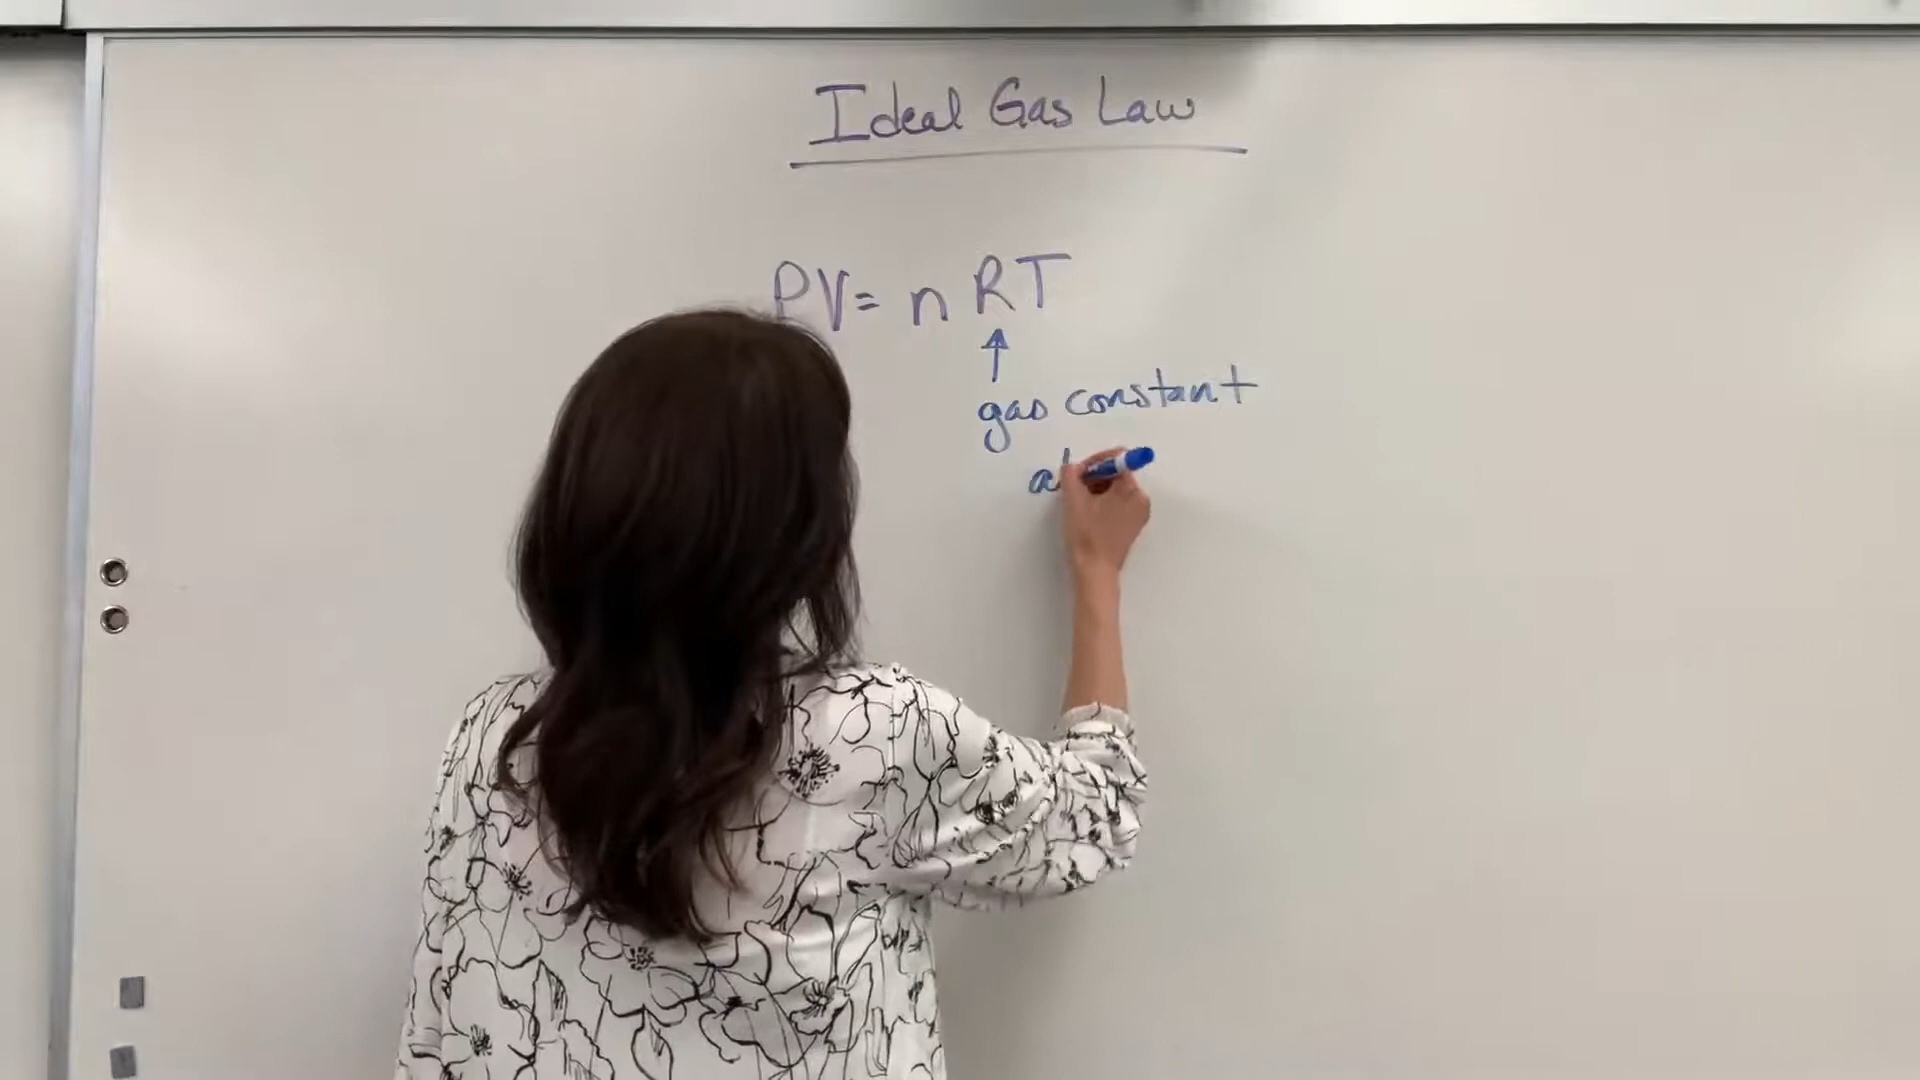 Ideal Gas Law
PV = nRT
gas constant